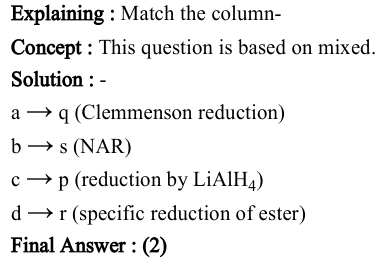 Explaining : Match the column-
Concept : This question is based on mixed.
Solution : -
a → q (Clemmenson reduction)
b → s (NAR)
c → p (reduction by LiAlH₄)
d → r (specific reduction of ester)
Final Answer : (2)